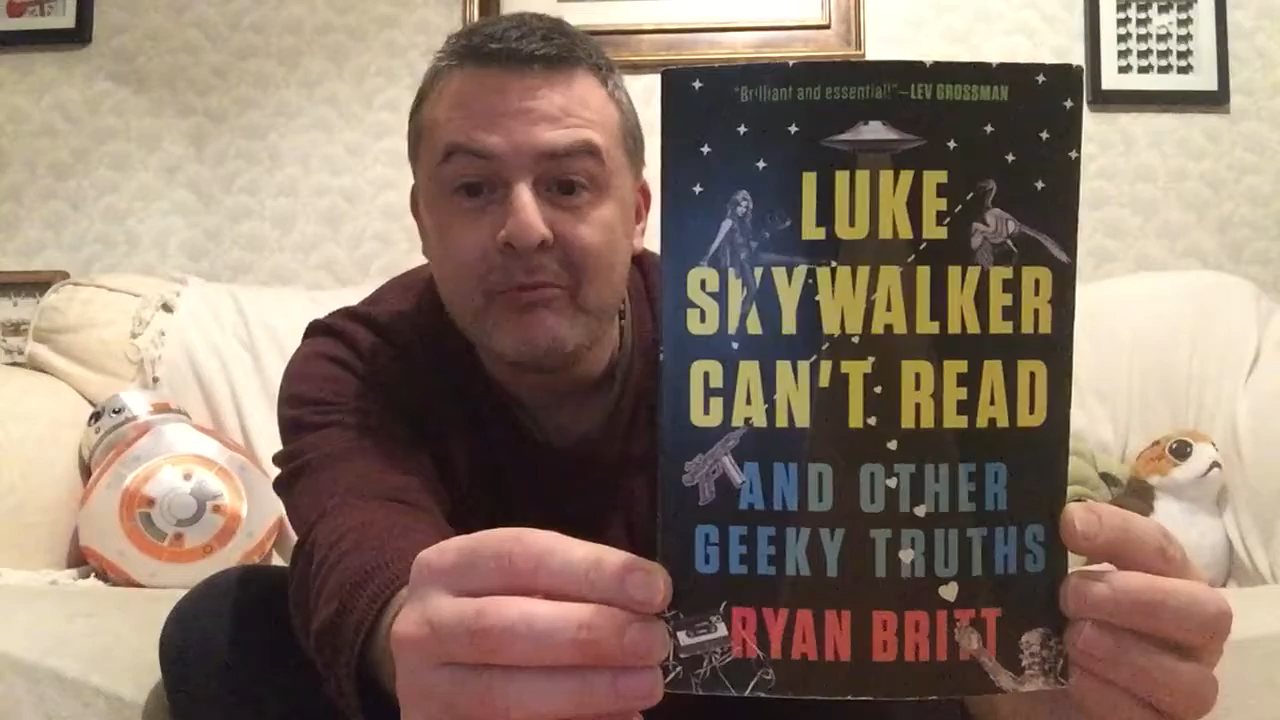 "Brilliant and essential!"—LEV GROSSMAN
LUKE
SKYWALKER
CAN'T READ
AND OTHER
GEEKY TRUTHS
RYAN BRITT